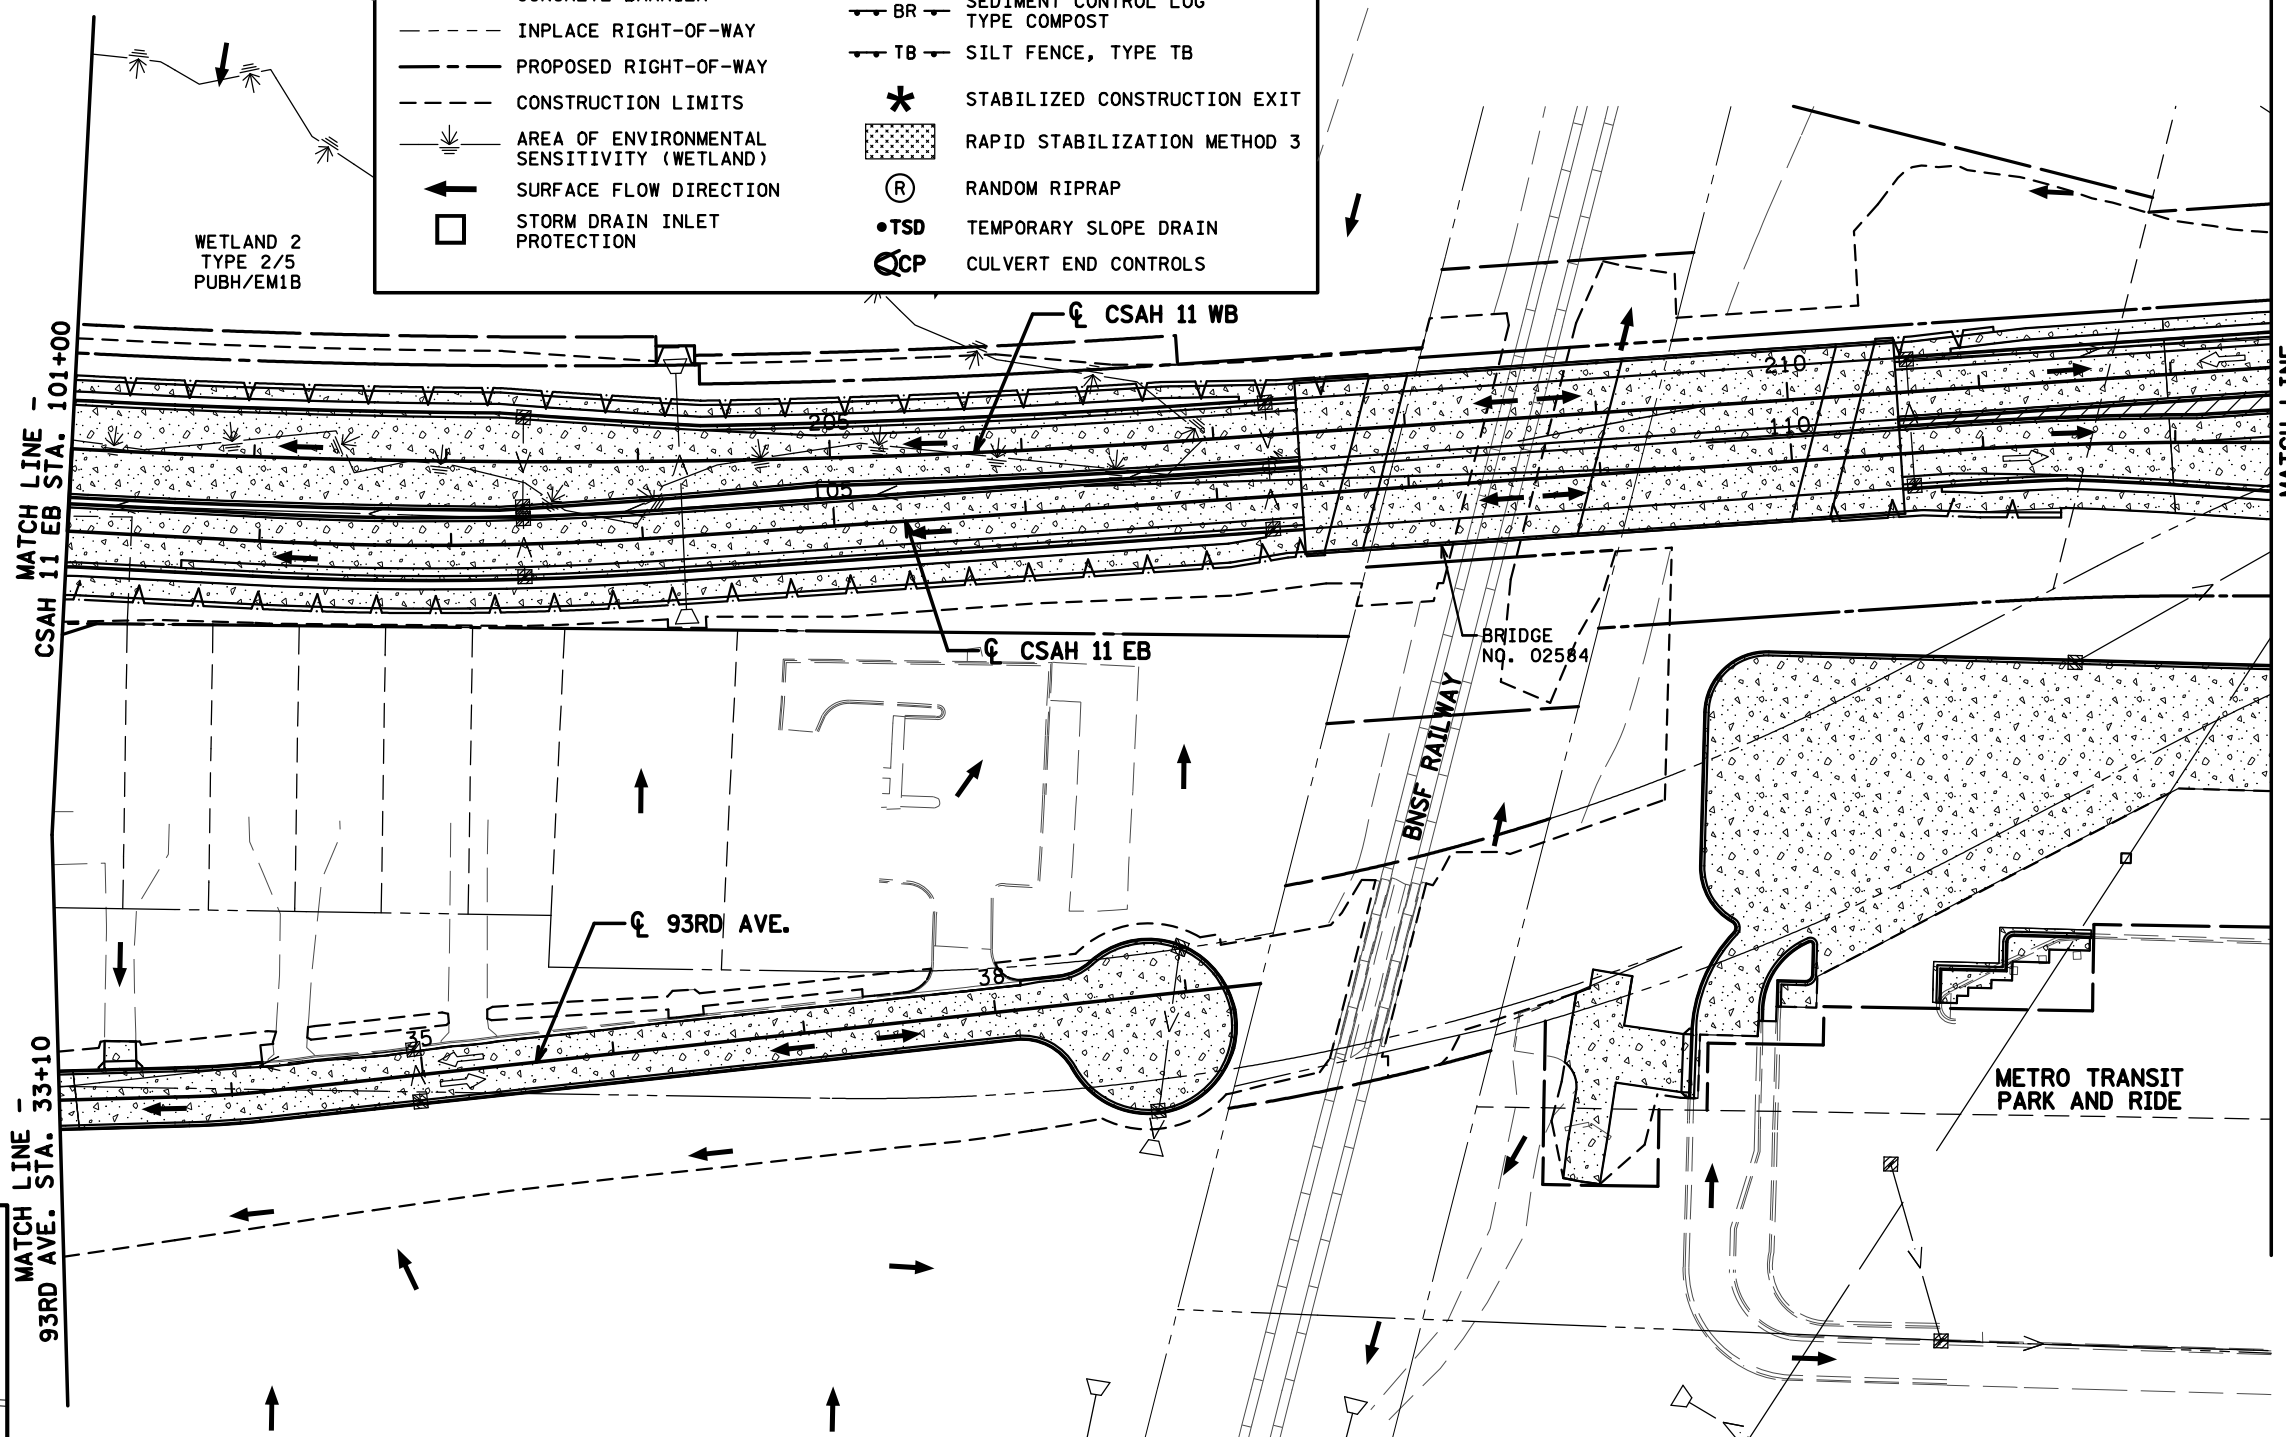 INPLACE RIGHT-OF-WAY
PROPOSED RIGHT-OF-WAY
CONSTRUCTION LIMITS
AREA OF ENVIRONMENTAL
SENSITIVITY (WETLAND)
SURFACE FLOW DIRECTION
STORM DRAIN INLET
PROTECTION
BR SEDIMENT CONTROL LOG
TYPE COMPOST
TB SILT FENCE, TYPE TB
STABILIZED CONSTRUCTION EXIT
RAPID STABILIZATION METHOD 3
R RANDOM RIPRAP
TSD TEMPORARY SLOPE DRAIN
CP CULVERT END CONTROLS
WETLAND 2
TYPE 2/5
PUBH/EM1B
MATCH LINE -
CSAH 11 EB STA. 101+00
℄ CSAH 11 WB
205
210
105
110
MATCH LINE
℄ CSAH 11 EB
BRIDGE
NO. 02584
BNSF RAILWAY
℄ 93RD AVE.
38
35
MATCH LINE -
93RD AVE. STA. 33+10
METRO TRANSIT
PARK AND RIDE